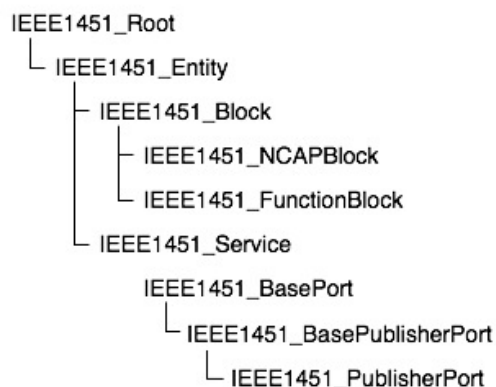 IEEE1451_Root
IEEE1451_Entity
IEEE1451_Block
IEEE1451_NCAPBlock
IEEE1451_FunctionBlock
IEEE1451_Service
IEEE1451_BasePort
IEEE1451_BasePublisherPort
IEEE1451_PublisherPort